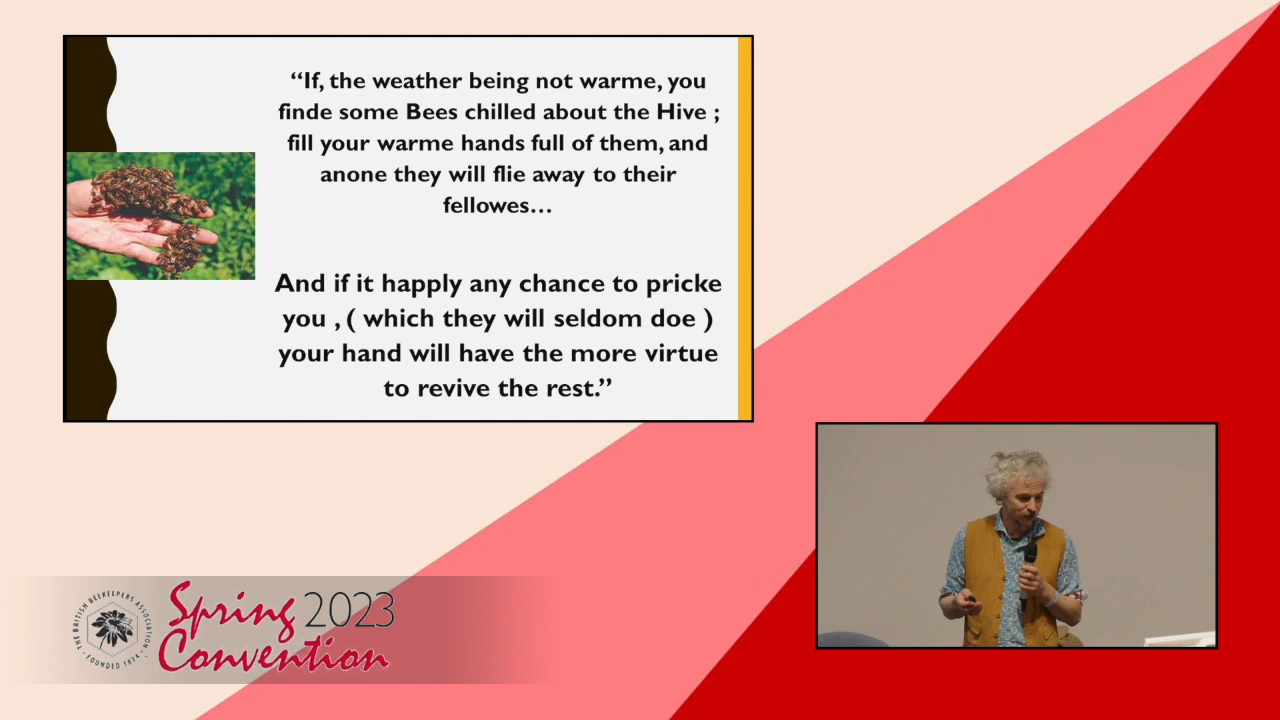 “If, the weather being not warme, you
finde some Bees chilled about the Hive ;
fill your warme hands full of them, and
anone they will flie away to their
fellowes…
And if it happly any chance to pricke
you , ( which they will seldom doe )
your hand will have the more virtue
to revive the rest.”
THE BRITISH BEEKEEPERS ASSOCIATION
· FOUNDED 1874 ·
Spring 2023
Convention